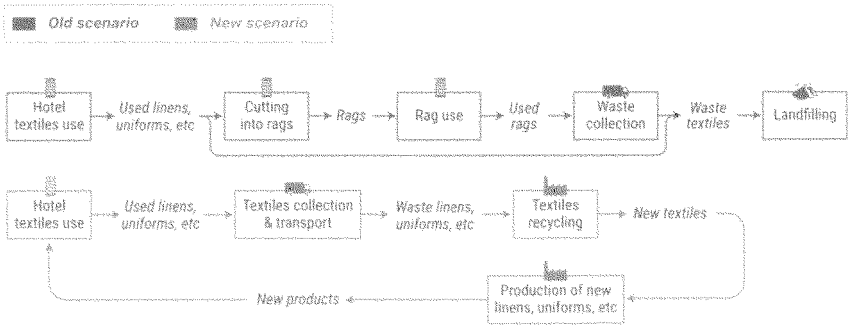 Old scenario
New scenario
Hotel
textiles use
Used linens,
uniforms, etc
Cutting
into rags
Rags
Rag use
Used
rags
Waste
collection
Waste
textiles
Landfilling
Hotel
textiles use
Used linens,
uniforms, etc
Textiles collection
& transport
Waste linens,
uniforms, etc
Textiles
recycling
New textiles
Production of new
linens, uniforms, etc
New products